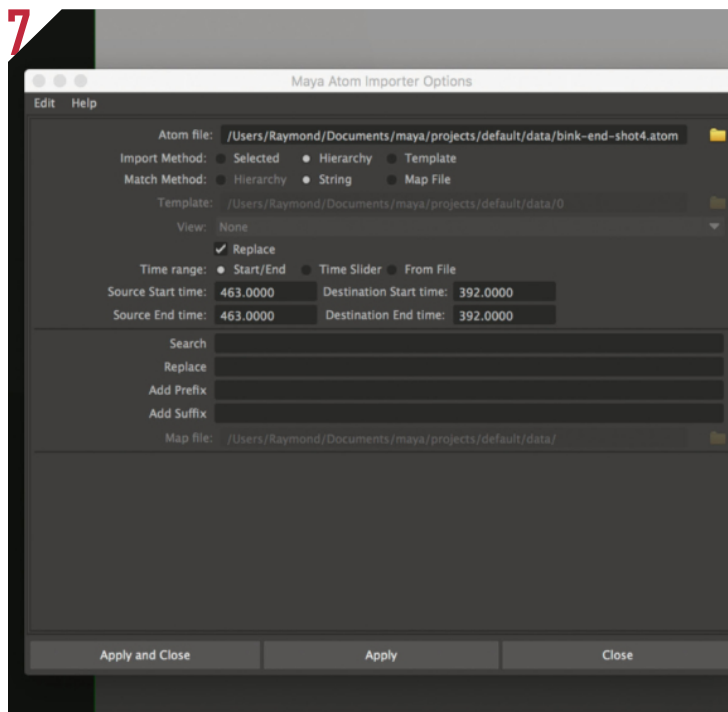 7
Maya Atom Importer Options
Edit Help
Atom file: /Users/Raymond/Documents/maya/projects/default/data/bink-end-shot4.atom
Import Method: Selected Hierarchy Template
Match Method: Hierarchy String Map File
Template: /Users/Raymond/Documents/maya/projects/default/data/0
View: None
Replace
Time range: Start/End Time Slider From File
Source Start time: 463.0000 Destination Start time: 392.0000
Source End time: 463.0000 Destination End time: 392.0000
Search
Replace
Add Prefix
Add Suffix
Map file: /Users/Raymond/Documents/maya/projects/default/data/
Apply and Close Apply Close